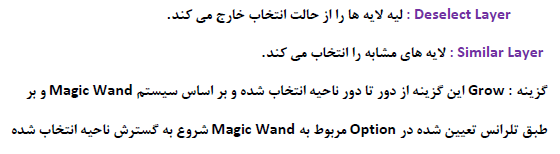 Deselect Layer : لیه لایه ها را از حالت انتخاب خارج می کند.
Similar Layer : لایه های مشابه را انتخاب می کند.
گزینه : Grow این گزینه از دور تا دور ناحیه انتخاب شده و بر اساس سیستم Magic Wand و بر
طبق تلرانس تعیین شده در Option مربوط به Magic Wand شروع به گسترش ناحیه انتخاب شده